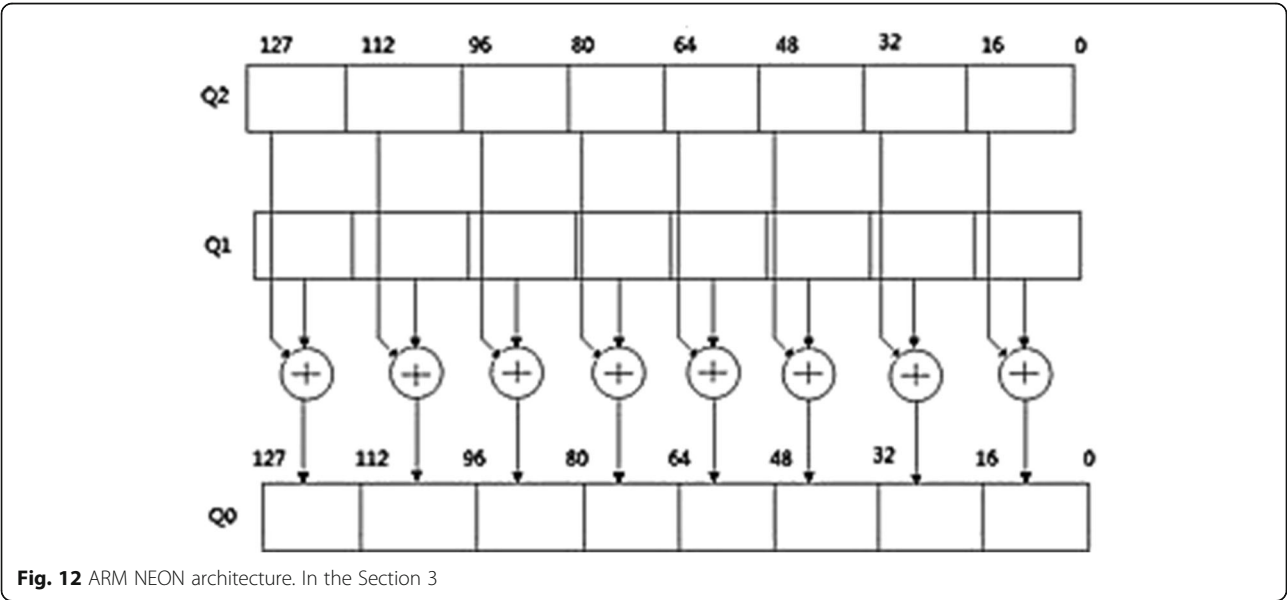 127 112 96 80 64 48 32 16 0
Q2
Q1
127 112 96 80 64 48 32 16 0
Q0
Fig. 12 ARM NEON architecture. In the Section 3